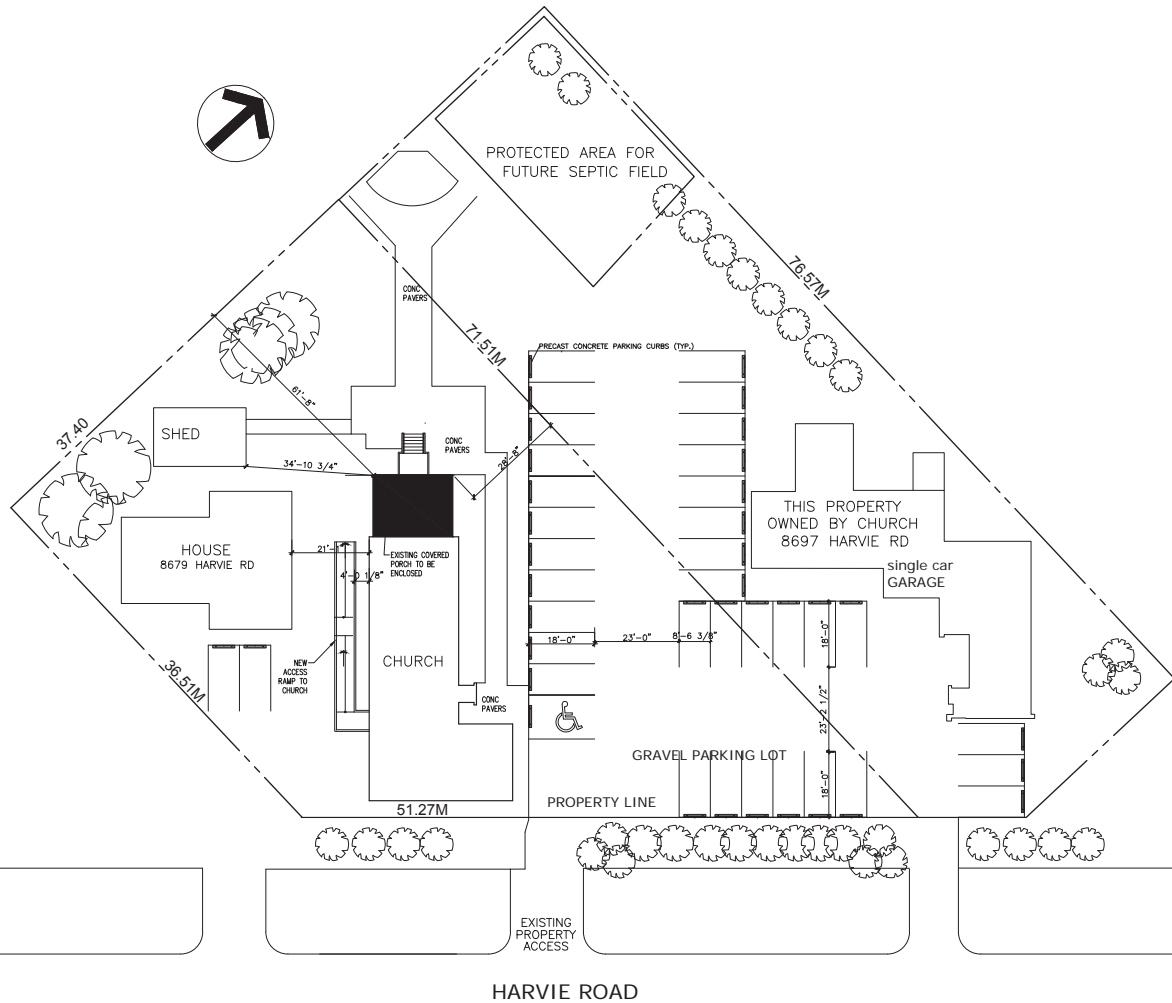 PROTECTED AREA FOR
FUTURE SEPTIC FIELD
76.57M
CONC
PAVERS
71.51M
PRECAST CONCRETE PARKING CURBS (TYP.)
61'-8"
37.40
SHED
CONC
PAVERS
28'-8"
34'-10 3/4"
THIS PROPERTY
OWNED BY CHURCH
8697 HARVIE RD
single car
GARAGE
HOUSE
8679 HARVIE RD
21'-1"
EXISTING COVERED
PORCH TO BE
ENCLOSED
4'-0 1/8"
18'-0"
23'-0"
8'-6 3/8"
18'-0"
CHURCH
NEW
ACCESS
RAMP TO
CHURCH
36.51M
CONC
PAVERS
23'-2 1/2"
GRAVEL PARKING LOT
18'-0"
51.27M
PROPERTY LINE
EXISTING
PROPERTY
ACCESS
HARVIE ROAD